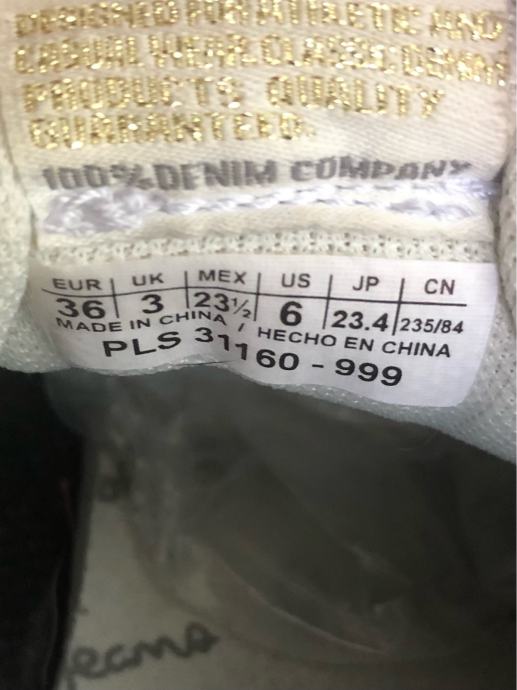 DESIGNED FOR ATHLETIC AND
CASUAL WEAR. CLASSIC DENIM
PRODUCTS. QUALITY
GUARANTEED.
100% DENIM COMPANY
EUR | UK | MEX | US | JP | CN
36 | 3 | 23½ | 6 | 23.4 | 235/84
MADE IN CHINA / HECHO EN CHINA
PLS 31160 - 999
Jeans